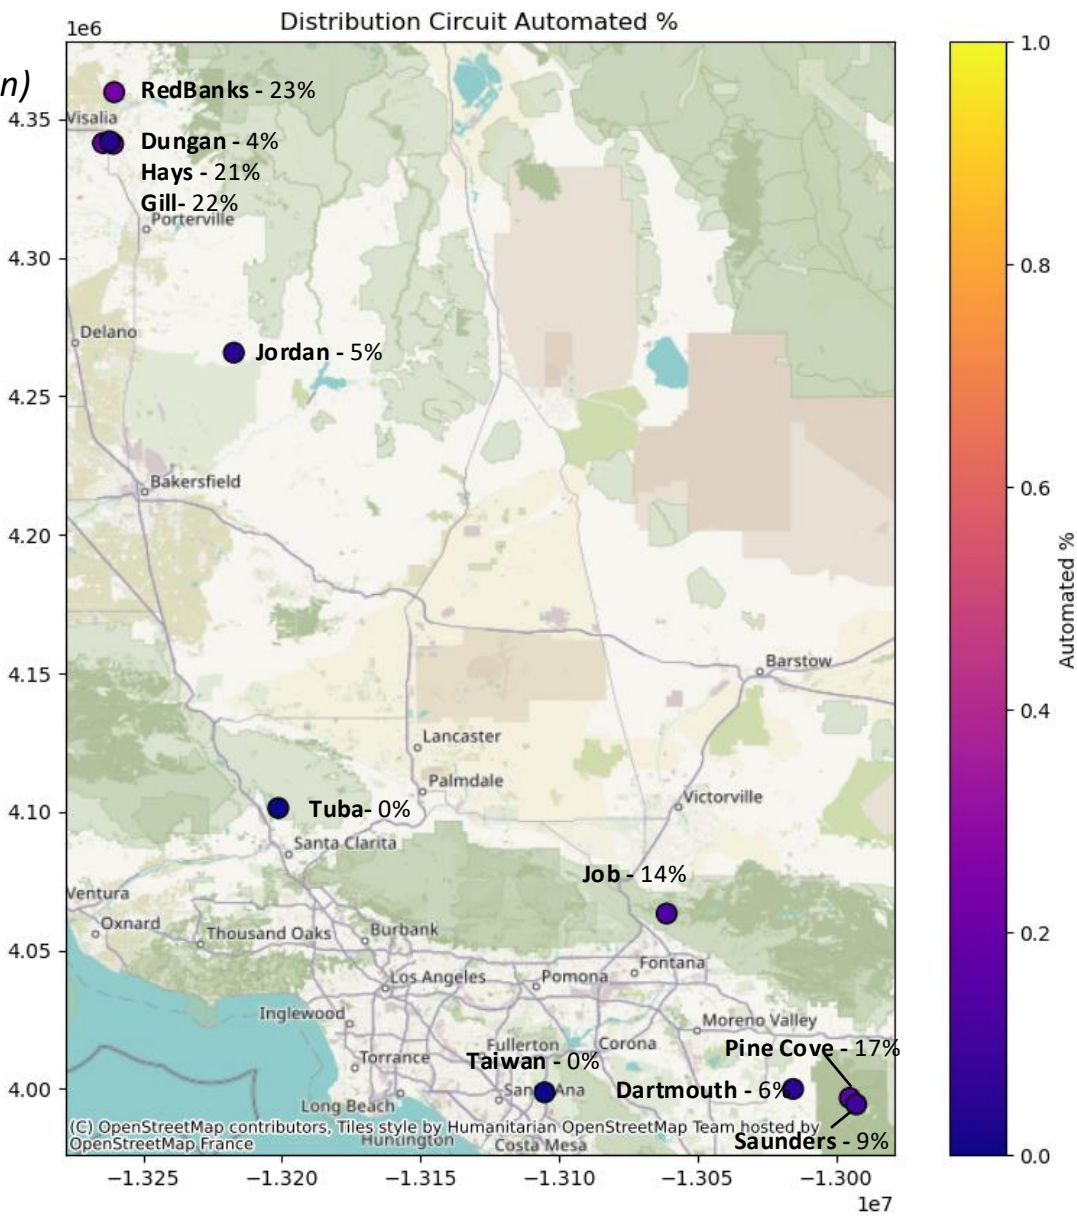 Distribution Circuit Automated %
1e6
n)
RedBanks - 23%
4.35
Visalia
Dungan - 4%
Hays - 21%
Gill- 22%
Porterville
4.30
Delano
Jordan - 5%
4.25
Bakersfield
4.20
Barstow
4.15
Lancaster
Palmdale
Victorville
4.10
Tuba- 0%
Santa Clarita
Job - 14%
Ventura
Oxnard
Thousand Oaks
Burbank
4.05
Fontana
Los Angeles
Pomona
Inglewood
Moreno Valley
Fullerton
Corona
Pine Cove - 17%
Torrance
Taiwan - 0%
4.00
Santa Ana
Dartmouth - 6%
Long Beach
(C) OpenStreetMap contributors, Tiles style by Humanitarian OpenStreetMap Team hosted by
OpenStreetMap France
Huntington
Costa Mesa
Saunders - 9%
−1.325
−1.320
−1.315
−1.310
−1.305
−1.300
1e7
1.0
0.8
0.6
0.4
0.2
0.0
Automated %